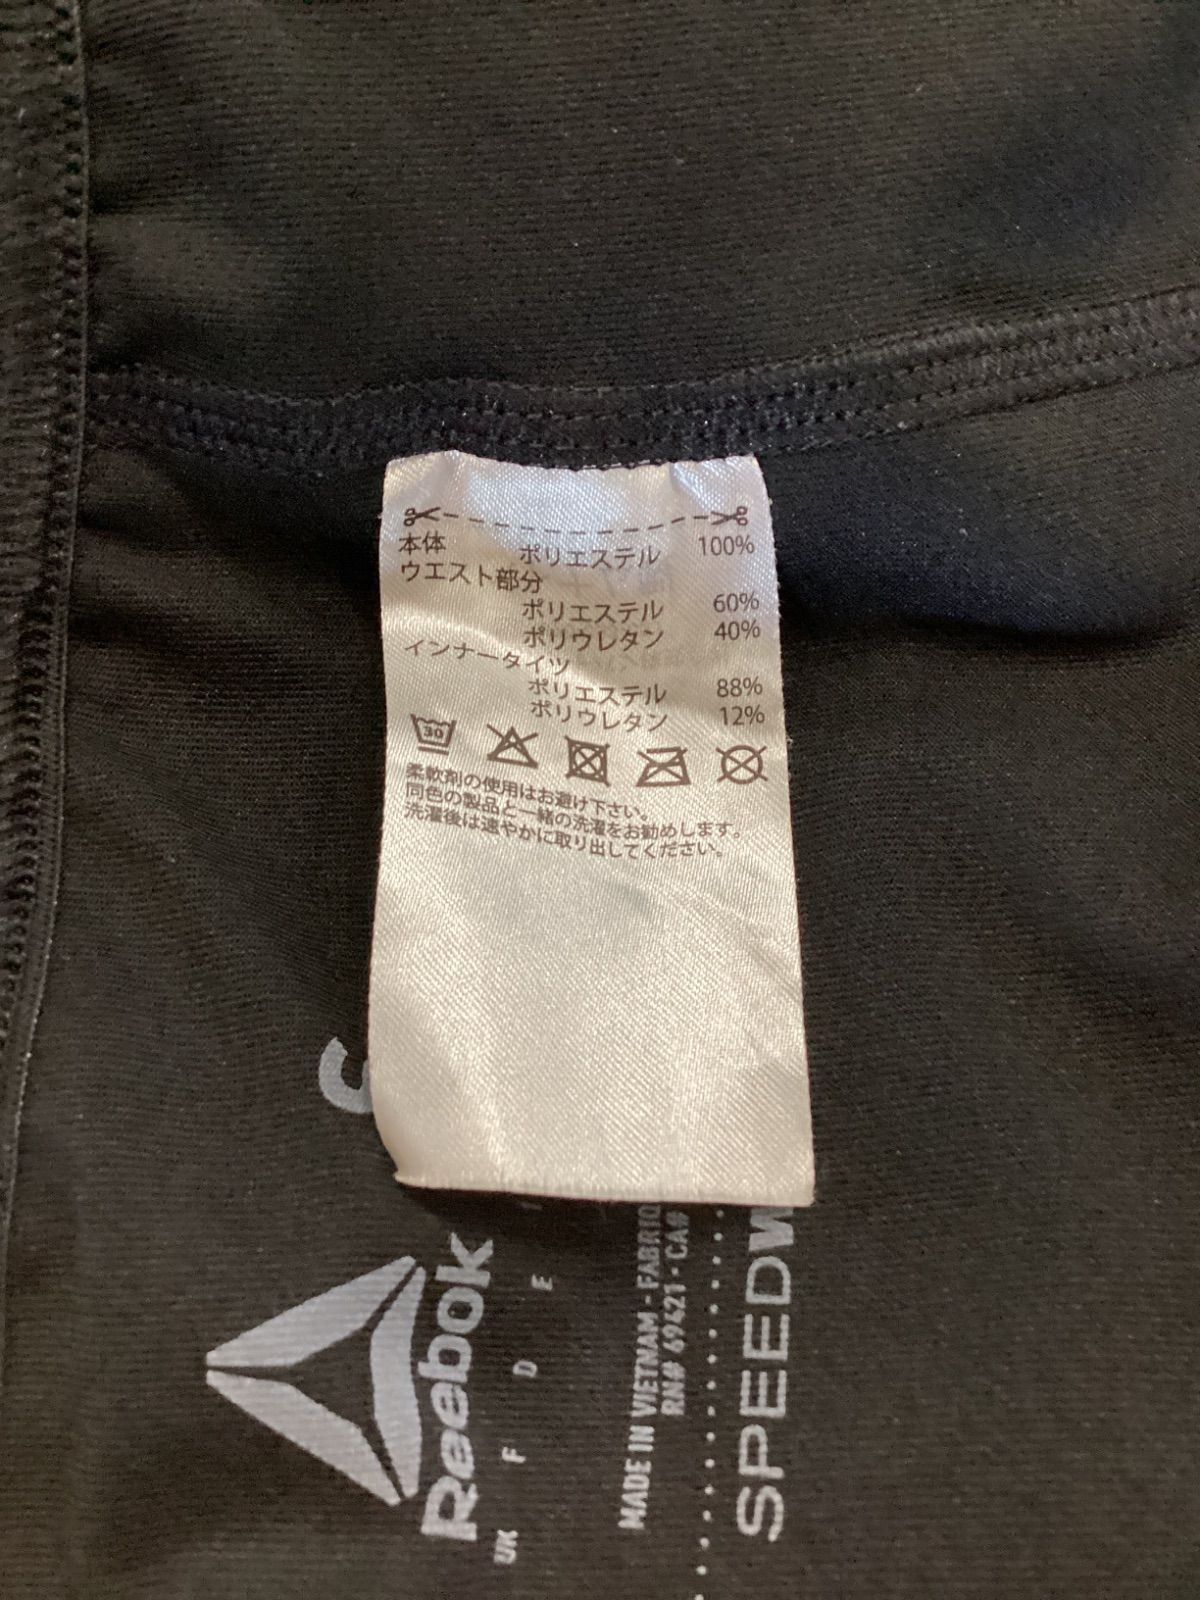 本体 ポリエステル 100%
ウエスト部分
ポリエステル 60%
ポリウレタン 40%
インナータイツ
ポリエステル 88%
ポリウレタン 12%
30
柔軟剤の使用はお避け下さい。
同色の製品と一緒の洗濯をお勧めします。
洗濯後は速やかに取り出してください。
Reebok
UK F D E
MADE IN VIETNAM - FABRIQ
RN# 69421 - CA#
SPEEDW